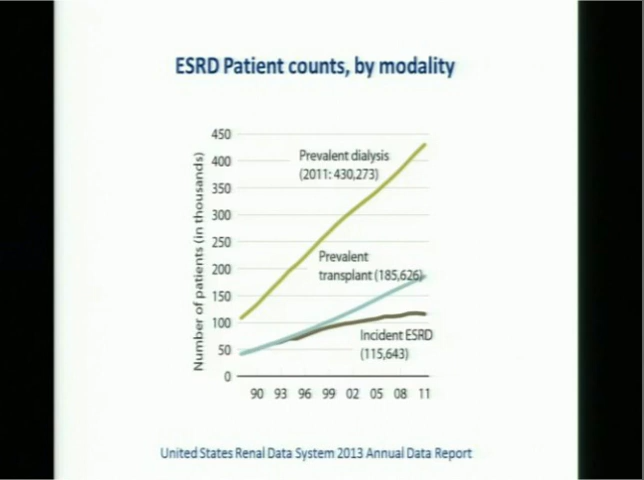 ESRD Patient counts, by modality
Number of patients (in thousands)
450
400
350
300
250
200
150
100
50
0
Prevalent dialysis
(2011: 430,273)
Prevalent
transplant (185,626)
Incident ESRD
(115,643)
90 93 96 99 02 05 08 11
United States Renal Data System 2013 Annual Data Report